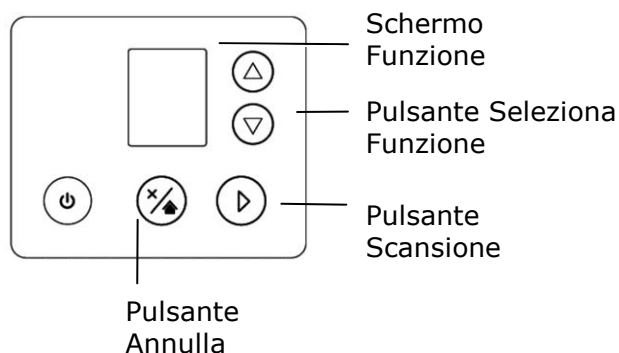 Schermo
Funzione
Pulsante Seleziona
Funzione
Pulsante
Scansione
Pulsante
Annulla